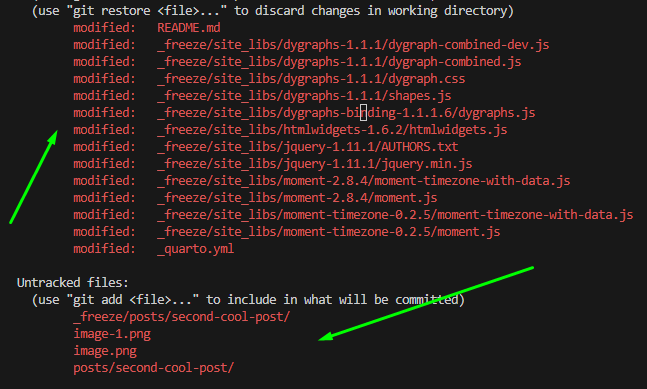 (use "git restore <file>..." to discard changes in working directory)
modified: README.md
modified: _freeze/site_libs/dygraphs-1.1.1/dygraph-combined-dev.js
modified: _freeze/site_libs/dygraphs-1.1.1/dygraph-combined.js
modified: _freeze/site_libs/dygraphs-1.1.1/dygraph.css
modified: _freeze/site_libs/dygraphs-1.1.1/shapes.js
modified: _freeze/site_libs/dygraphs-binding-1.1.1.6/dygraphs.js
modified: _freeze/site_libs/htmlwidgets-1.6.2/htmlwidgets.js
modified: _freeze/site_libs/jquery-1.11.1/AUTHORS.txt
modified: _freeze/site_libs/jquery-1.11.1/jquery.min.js
modified: _freeze/site_libs/moment-2.8.4/moment-timezone-with-data.js
modified: _freeze/site_libs/moment-2.8.4/moment.js
modified: _freeze/site_libs/moment-timezone-0.2.5/moment-timezone-with-data.js
modified: _freeze/site_libs/moment-timezone-0.2.5/moment.js
modified: _quarto.yml
Untracked files:
(use "git add <file>..." to include in what will be committed)
_freeze/posts/second-cool-post/
image-1.png
image.png
posts/second-cool-post/